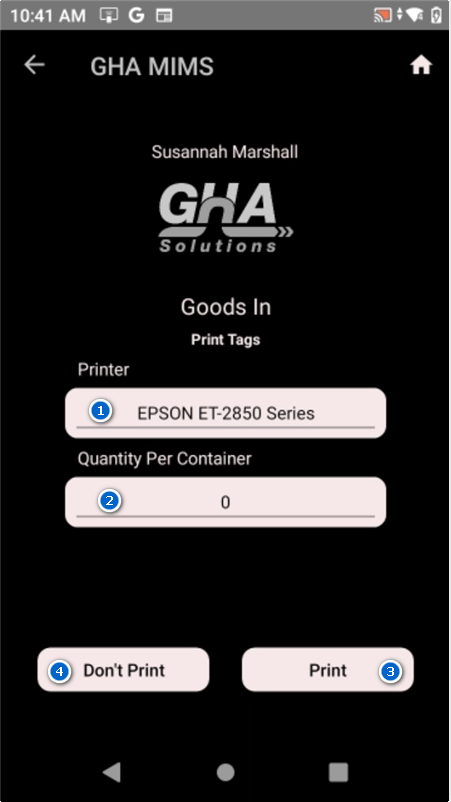 10:41 AM G
GHA MIMS
Susannah Marshall
GHA
Solutions
Goods In
Print Tags
Printer
1 EPSON ET-2850 Series
Quantity Per Container
2 0
4 Don't Print Print 3